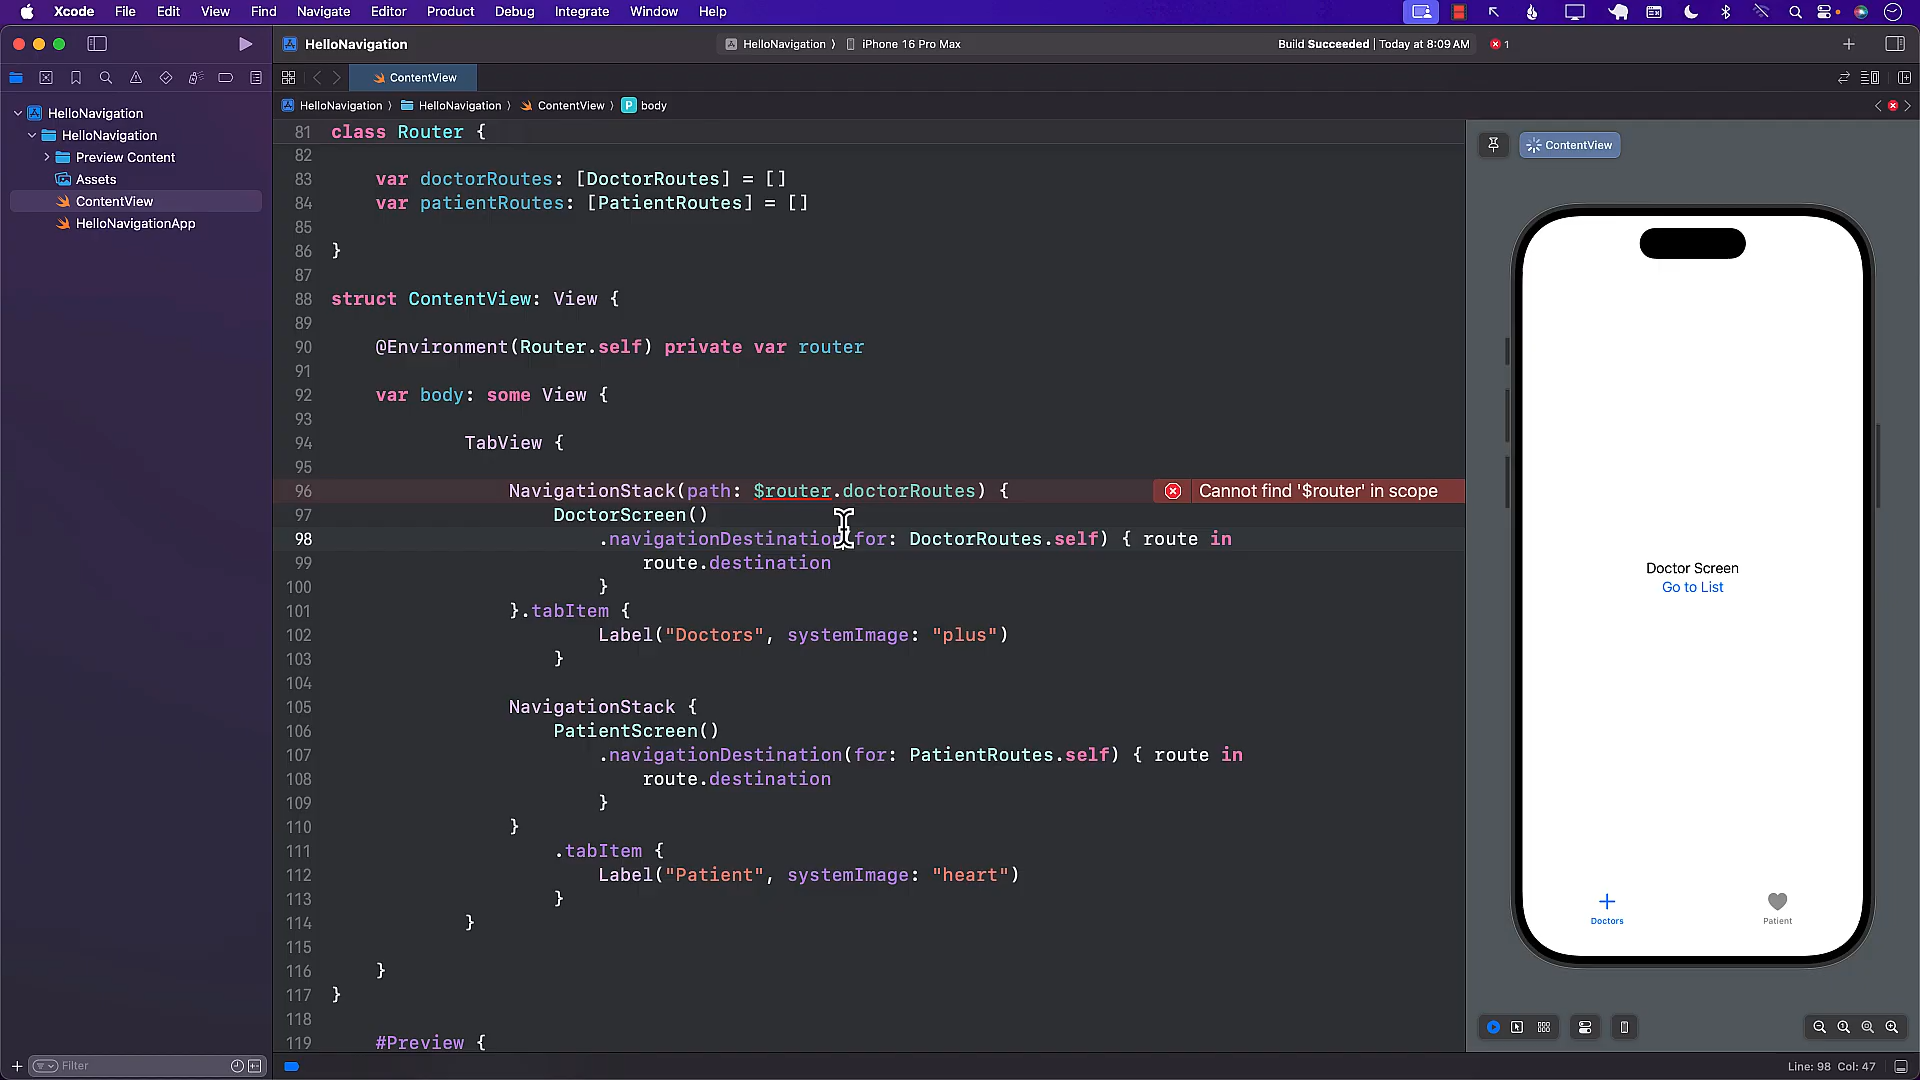 Xcode File Edit View Find Navigate Editor Product Debug Integrate Window Help
HelloNavigation
HelloNavigation 〉 iPhone 16 Pro Max
Build Succeeded | Today at 8:09 AM 1
ContentView
HelloNavigation 〉 HelloNavigation 〉 ContentView 〉 P body
HelloNavigation
HelloNavigation
Preview Content
Assets
ContentView
HelloNavigationApp
Filter
81 class Router {
82
83 var doctorRoutes: [DoctorRoutes] = []
84 var patientRoutes: [PatientRoutes] = []
85
86 }
87
88 struct ContentView: View {
89
90 @Environment(Router.self) private var router
91
92 var body: some View {
93
94 TabView {
95
96 NavigationStack(path: $router.doctorRoutes) { Cannot find '$router' in scope
97 DoctorScreen()
98 .navigationDestination(for: DoctorRoutes.self) { route in
99 route.destination
100 }
101 }.tabItem {
102 Label("Doctors", systemImage: "plus")
103 }
104
105 NavigationStack {
106 PatientScreen()
107 .navigationDestination(for: PatientRoutes.self) { route in
108 route.destination
109 }
110 }
111 .tabItem {
112 Label("Patient", systemImage: "heart")
113 }
114 }
115
116 }
117 }
118
119 #Preview {
ContentView
Doctor Screen
Go to List
Doctors Patient
Line: 98 Col: 47